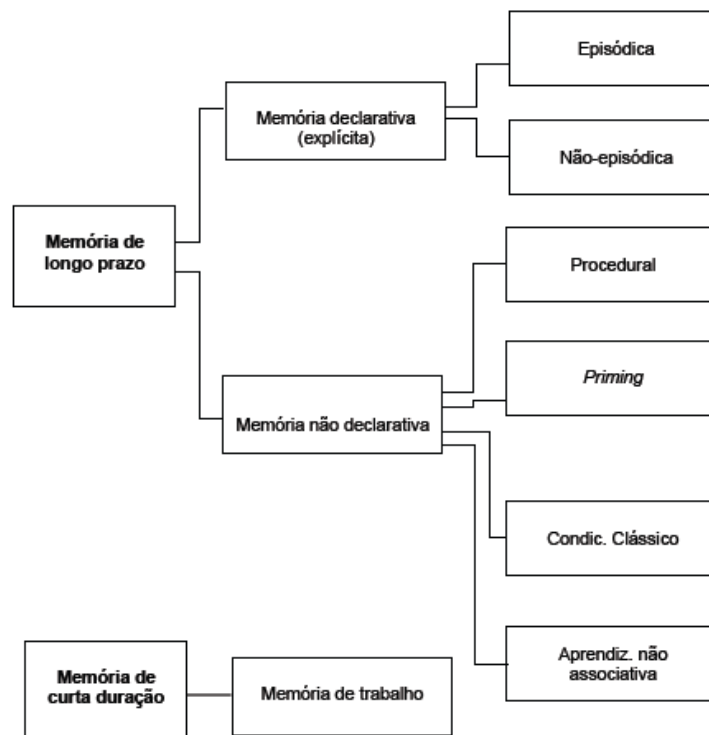 Episódica
Memória declarativa
(explícita)
Não-episódica
Memória de
longo prazo
Procedural
Priming
Memória não declarativa
Condic. Clássico
Aprendiz. não
associativa
Memória de
curta duração
Memória de trabalho